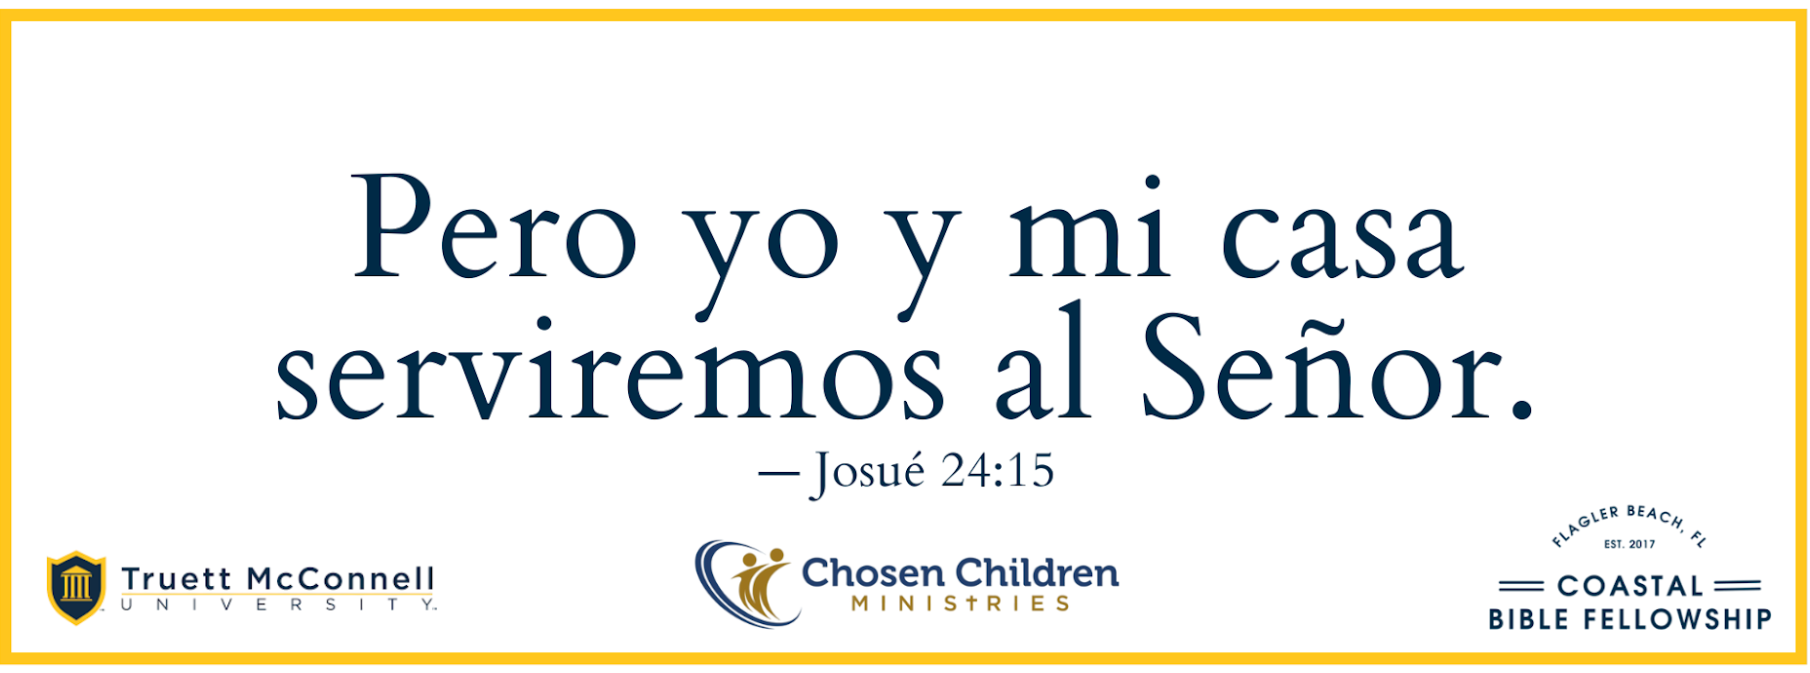 Pero yo y mi casa
serviremos al Señor.
— Josué 24:15
Truett McConnell
UNIVERSITY
Chosen Children
MINISTRIES
FLAGLER BEACH, FL
EST. 2017
COASTAL
BIBLE FELLOWSHIP